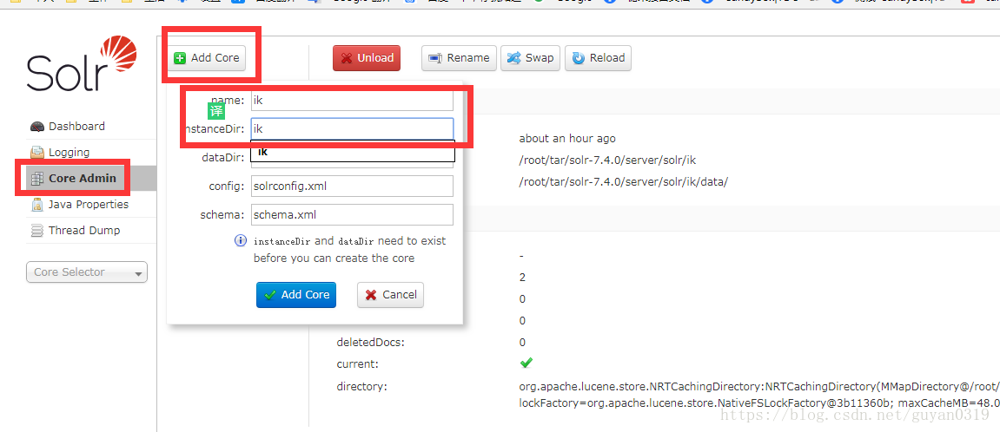 Solr
Add Core
Unload
Rename
Swap
Reload
name: ik
译
instanceDir: ik
ik
dataDir:
config: solrconfig.xml
schema: schema.xml
instanceDir and dataDir need to exist
before you can create the core
Add Core
Cancel
Dashboard
Logging
Core Admin
Java Properties
Thread Dump
Core Selector
about an hour ago
/root/tar/solr-7.4.0/server/solr/ik
/root/tar/solr-7.4.0/server/solr/ik/data/
-
2
0
0
deletedDocs: 0
current:
directory: org.apache.lucene.store.NRTCachingDirectory:NRTCachingDirectory(MMapDirectory@/root/
lockFactory=org.apache.lucene.store.NativeFSLockFactory@3b11360b; maxCacheMB=48.0
https://blog.csdn.net/guyan0319